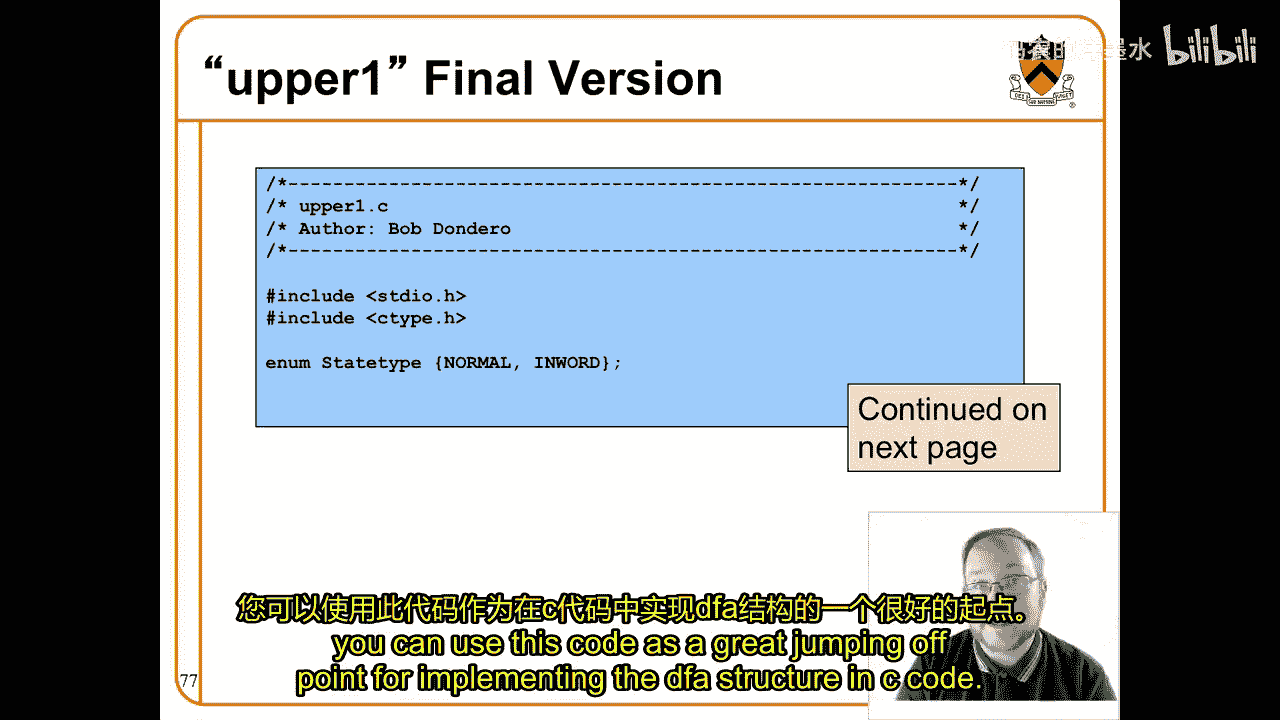 “upper1” Final Version
bilibili
/*------------------------------------------------------------*/
/* upper1.c */
/* Author: Bob Dondero */
/*------------------------------------------------------------*/
#include <stdio.h>
#include <ctype.h>
enum Statetype {NORMAL, INWORD};
Continued on
next page
您可以使用此代码作为在c代码中实现dfa结构的一个很好的起点。
you can use this code as a great jumping off
point for implementing the dfa structure in c code.
77